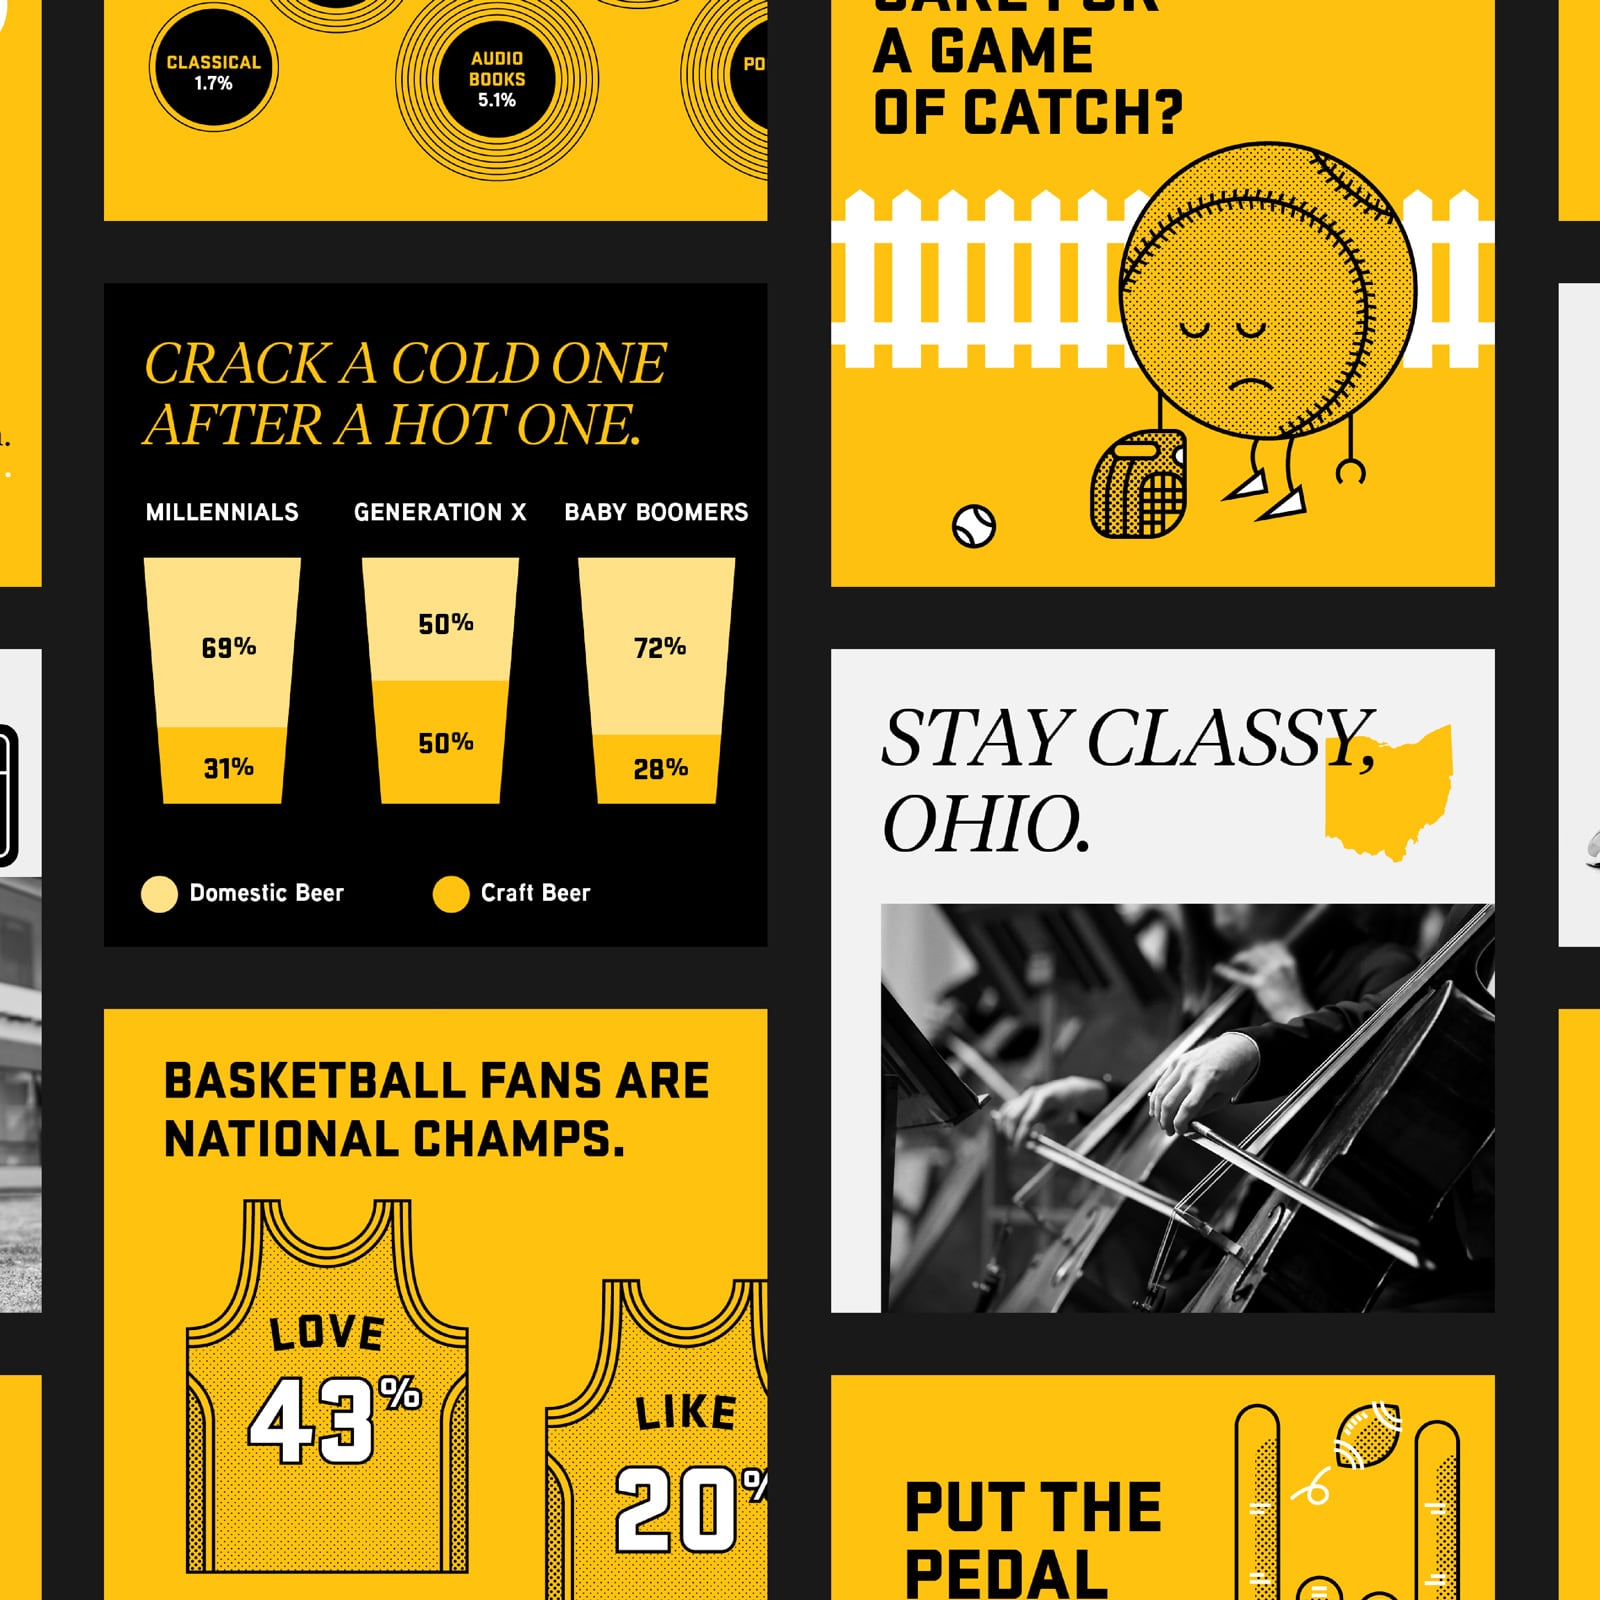 CLASSICAL
1.7%
AUDIO
BOOKS
5.1%
A GAME
OF CATCH?
CRACK A COLD ONE
AFTER A HOT ONE.
MILLENNIALS
GENERATION X
BABY BOOMERS
69%
50%
72%
31%
50%
28%
Domestic Beer
Craft Beer
STAY CLASSY,
OHIO.
BASKETBALL FANS ARE
NATIONAL CHAMPS.
LOVE
43%
LIKE
20%
PUT THE
PEDAL